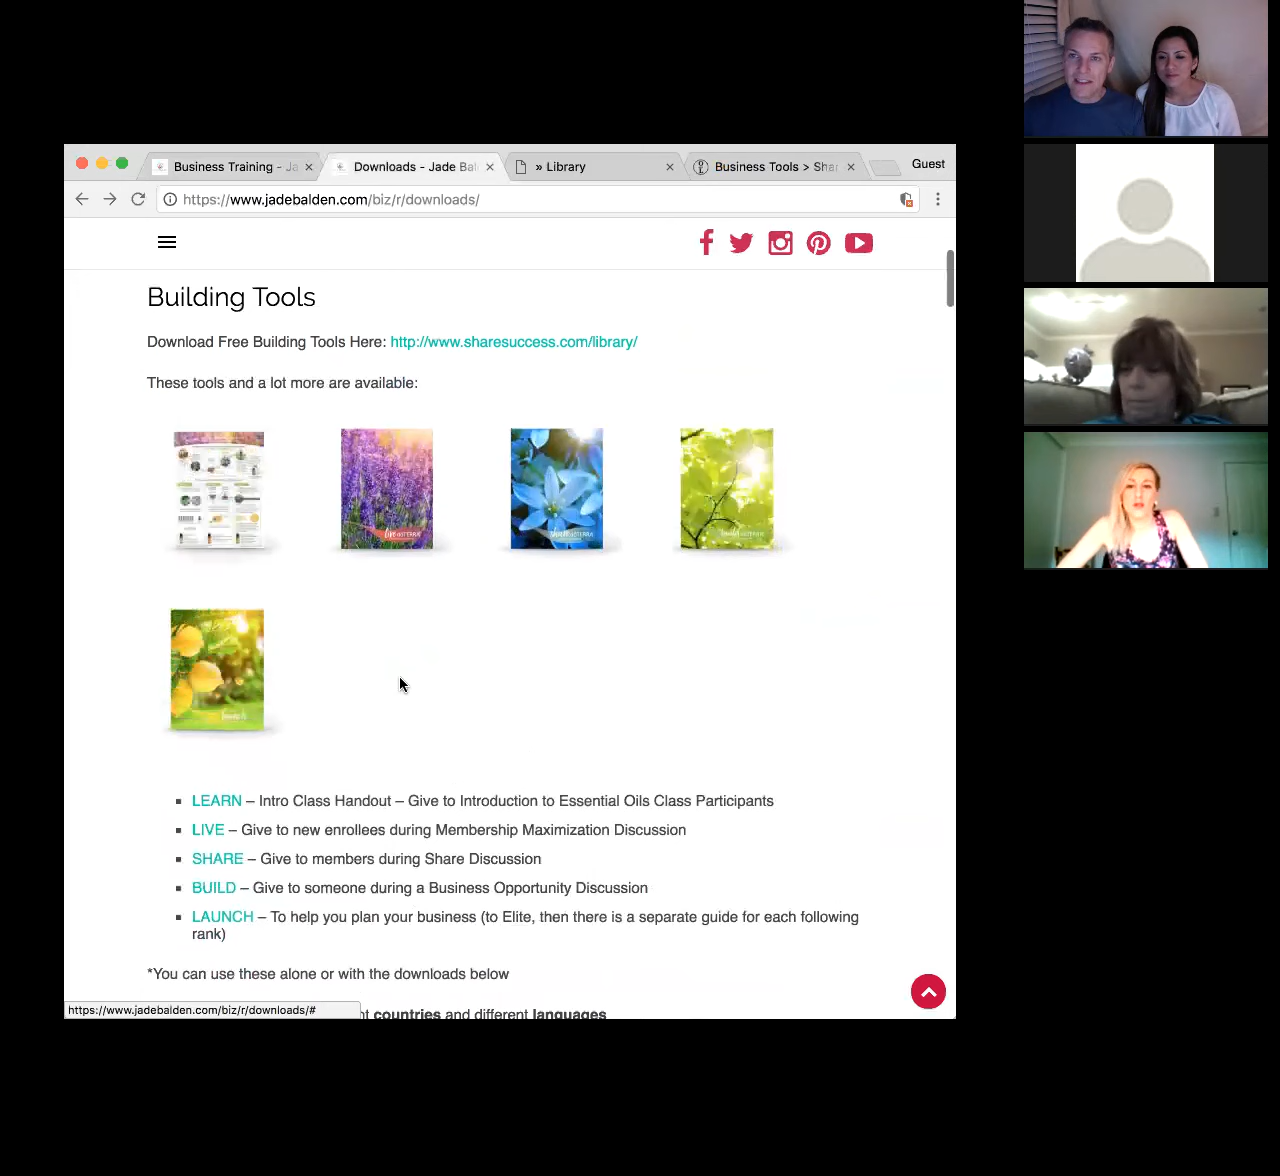 Business Training - Ja
Downloads - Jade Bal
» Library
Business Tools > Shar
Guest
https://www.jadebalden.com/biz/r/downloads/
Building Tools
Download Free Building Tools Here: http://www.sharesuccess.com/library/
These tools and a lot more are available:
live dōTERRA
LEARN – Intro Class Handout – Give to Introduction to Essential Oils Class Participants
LIVE – Give to new enrollees during Membership Maximization Discussion
SHARE – Give to members during Share Discussion
BUILD – Give to someone during a Business Opportunity Discussion
LAUNCH – To help you plan your business (to Elite, then there is a separate guide for each following
rank)
*You can use these alone or with the downloads below
https://www.jadebalden.com/biz/r/downloads/#
countries and different languages